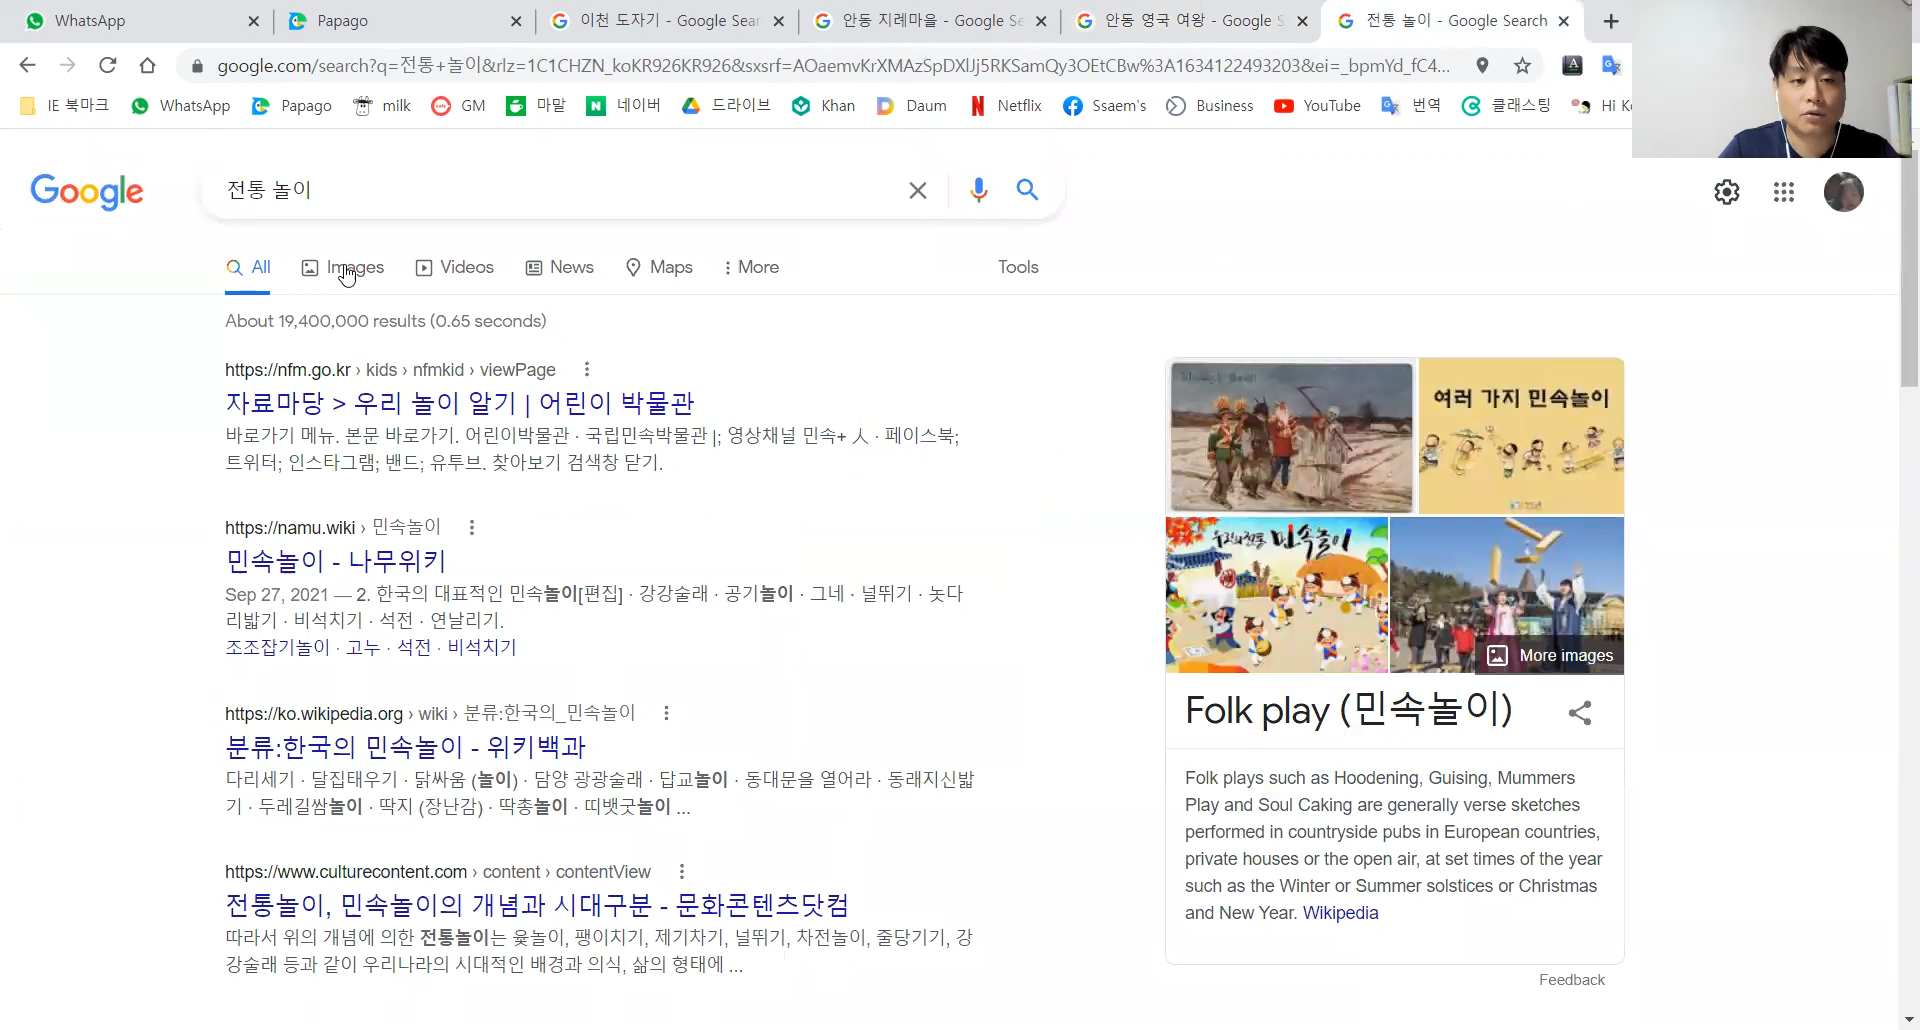 WhatsApp
Papago
이천 도자기 - Google Sear
안동 지례마을 - Google Se
안동 영국 여왕 - Google S
전통 놀이 - Google Search
google.com/search?q=전통+놀이&rlz=1C1CHZN_koKR926KR926&sxsrf=AOaemvKrXMAzSpDXlJj5RKSamQy3OEtCBw%3A1634122493203&ei=_bpmYd_fC4...
IE 북마크
WhatsApp
Papago
milk
GM
마말
네이버
드라이브
Khan
Daum
Netflix
Ssaem's
Business
YouTube
번역
클래스팅
Hi K
Google
전통 놀이
All
Images
Videos
News
Maps
More
Tools
About 19,400,000 results (0.65 seconds)
https://nfm.go.kr › kids › nfmkid › viewPage
자료마당 > 우리 놀이 알기 | 어린이 박물관
바로가기 메뉴. 본문 바로가기. 어린이박물관 · 국립민속박물관 |; 영상채널 민속+ 人 · 페이스북;
트위터; 인스타그램; 밴드; 유투브. 찾아보기 검색창 닫기.
https://namu.wiki › 민속놀이
민속놀이 - 나무위키
Sep 27, 2021 — 2. 한국의 대표적인 민속놀이[편집] · 강강술래 · 공기놀이 · 그네 · 널뛰기 · 놋다
리밟기 · 비석치기 · 석전 · 연날리기.
조조잡기놀이 · 고누 · 석전 · 비석치기
https://ko.wikipedia.org › wiki › 분류:한국의_민속놀이
분류:한국의 민속놀이 - 위키백과
다리세기 · 달집태우기 · 닭싸움 (놀이) · 담양 광광술래 · 답교놀이 · 동대문을 열어라 · 동래지신밟
기 · 두레길쌈놀이 · 딱지 (장난감) · 딱총놀이 · 띠뱃굿놀이 ...
https://www.culturecontent.com › content › contentView
전통놀이, 민속놀이의 개념과 시대구분 - 문화콘텐츠닷컴
따라서 위의 개념에 의한 전통놀이는 윷놀이, 팽이치기, 제기차기, 널뛰기, 차전놀이, 줄당기기, 강
강술래 등과 같이 우리나라의 시대적인 배경과 의식, 삶의 형태에 ...
여러 가지 민속놀이
우리의전통 민속놀이
More images
Folk play (민속놀이)
Folk plays such as Hoodening, Guising, Mummers
Play and Soul Caking are generally verse sketches
performed in countryside pubs in European countries,
private houses or the open air, at set times of the year
such as the Winter or Summer solstices or Christmas
and New Year. Wikipedia
Feedback